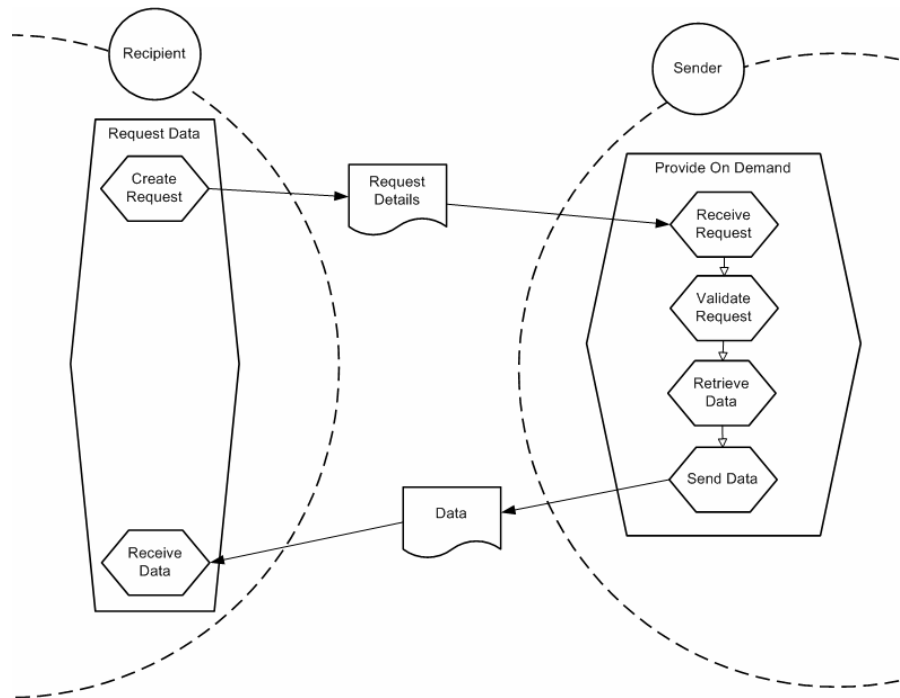 Recipient
Sender
Request Data
Create
Request
Request
Details
Provide On Demand
Receive
Request
Validate
Request
Retrieve
Data
Send Data
Data
Receive
Data